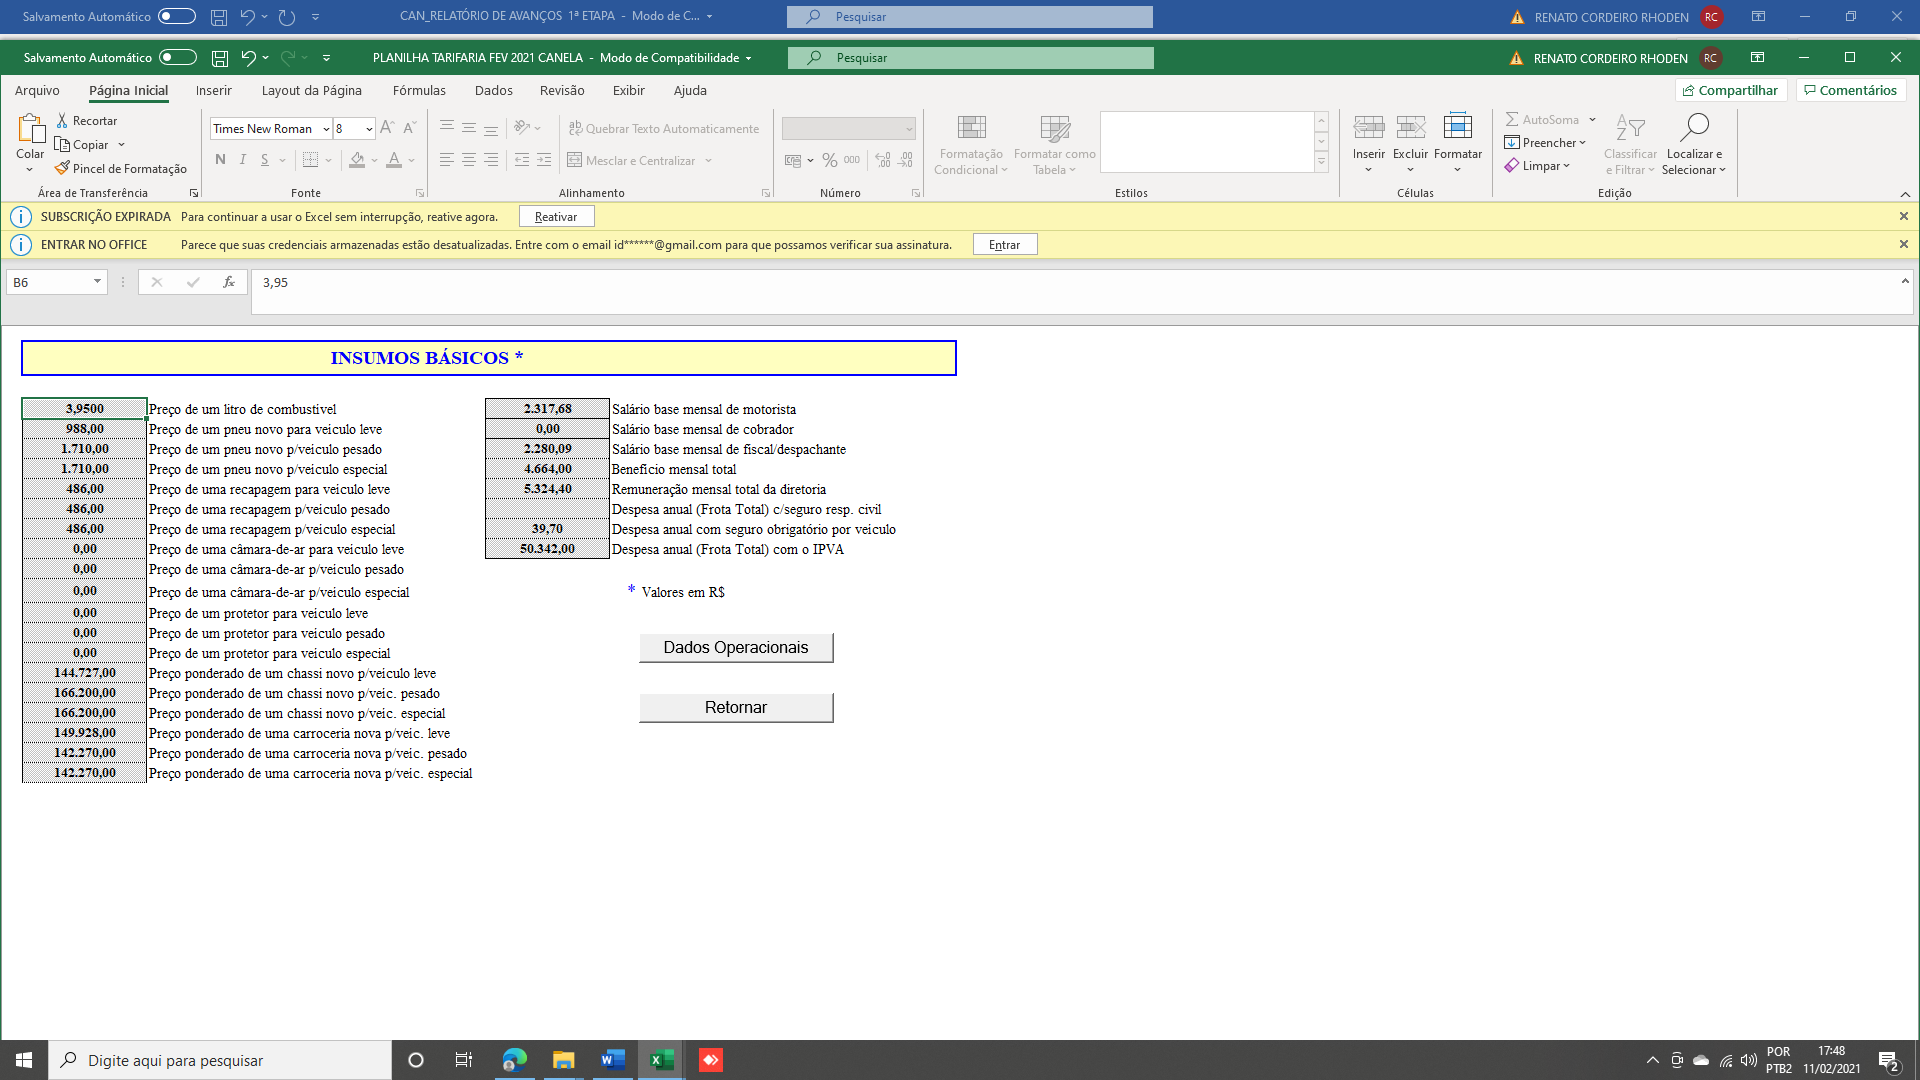 Salvamento Automático
CAN_RELATÓRIO DE AVANÇOS 1ª ETAPA - Modo de C...
Pesquisar
RENATO CORDEIRO RHODEN
RC
Salvamento Automático
PLANILHA TARIFARIA FEV 2021 CANELA - Modo de Compatibilidade
Pesquisar
RENATO CORDEIRO RHODEN
RC
Arquivo Página Inicial Inserir Layout da Página Fórmulas Dados Revisão Exibir Ajuda
Compartilhar
Comentários
Colar
Recortar
Copiar
Pincel de Formatação
Área de Transferência
Times New Roman 8
N I S
A
Fonte
Quebrar Texto Automaticamente
Mesclar e Centralizar
Alinhamento
% 000
Número
Formatação Condicional
Formatar como Tabela
Estilos
Inserir Excluir Formatar
Células
AutoSoma
Preencher
Limpar
Classificar e Filtrar
Localizar e Selecionar
Edição
SUBSCRIÇÃO EXPIRADA Para continuar a usar o Excel sem interrupção, reative agora. Reativar
ENTRAR NO OFFICE Parece que suas credenciais armazenadas estão desatualizadas. Entre com o email id******@gmail.com para que possamos verificar sua assinatura. Entrar
B6 fx 3,95
INSUMOS BÁSICOS *
3,9500 Preço de um litro de combustível
988,00 Preço de um pneu novo para veículo leve
1.710,00 Preço de um pneu novo p/veículo pesado
1.710,00 Preço de um pneu novo p/veículo especial
486,00 Preço de uma recapagem para veículo leve
486,00 Preço de uma recapagem p/veículo pesado
486,00 Preço de uma recapagem p/veículo especial
0,00 Preço de uma câmara-de-ar para veículo leve
0,00 Preço de uma câmara-de-ar p/veículo pesado
0,00 Preço de uma câmara-de-ar p/veículo especial
0,00 Preço de um protetor para veículo leve
0,00 Preço de um protetor para veículo pesado
0,00 Preço de um protetor para veículo especial
144.727,00 Preço ponderado de um chassi novo p/veículo leve
166.200,00 Preço ponderado de um chassi novo p/veic. pesado
166.200,00 Preço ponderado de um chassi novo p/veic. especial
149.928,00 Preço ponderado de uma carroceria nova p/veic. leve
142.270,00 Preço ponderado de uma carroceria nova p/veic. pesado
142.270,00 Preço ponderado de uma carroceria nova p/veic. especial
2.317,68 Salário base mensal de motorista
0,00 Salário base mensal de cobrador
2.280,09 Salário base mensal de fiscal/despachante
4.664,00 Benefício mensal total
5.324,40 Remuneração mensal total da diretoria
Despesa anual (Frota Total) c/seguro resp. civil
39,70 Despesa anual com seguro obrigatório por veículo
50.342,00 Despesa anual (Frota Total) com o IPVA
* Valores em R$
Dados Operacionais
Retornar
Digite aqui para pesquisar
POR
PTB2
17:48
11/02/2021
2